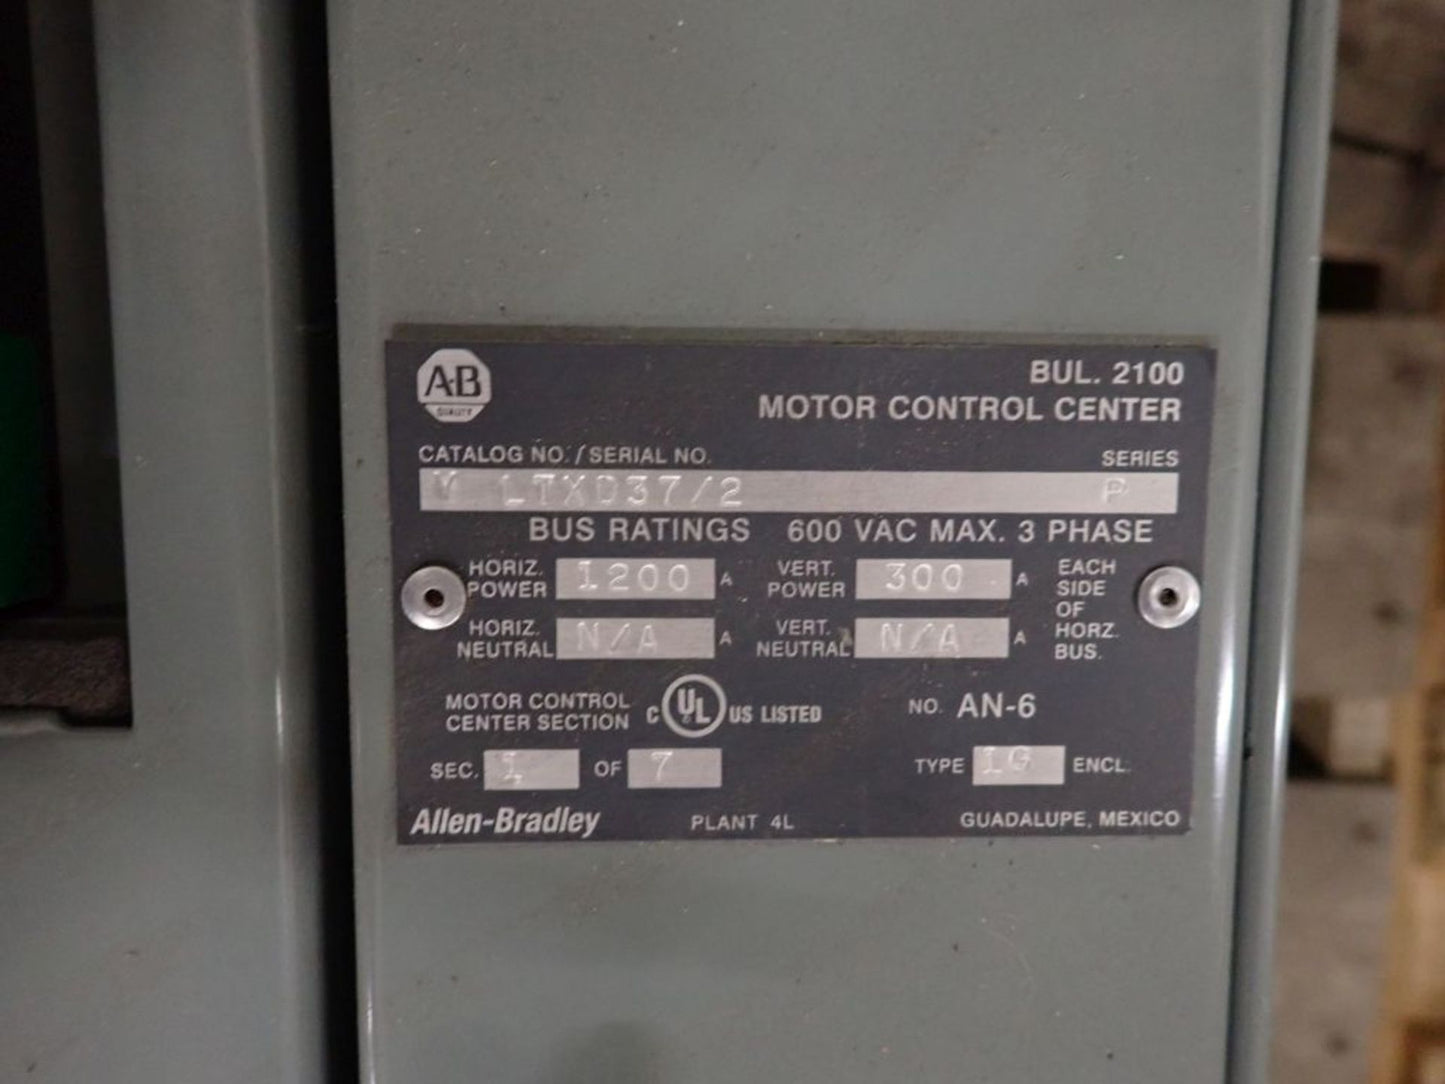 A-B
QUALITY
BUL. 2100
MOTOR CONTROL CENTER
CATALOG NO. / SERIAL NO. SERIES
Y LTXD37/2 P
BUS RATINGS 600 VAC MAX. 3 PHASE
HORIZ. POWER 1200 A VERT. POWER 300 A EACH SIDE OF HORZ. BUS.
HORIZ. NEUTRAL N/A A VERT. NEUTRAL N/A A
MOTOR CONTROL CENTER SECTION C UL US LISTED NO. AN-6
SEC. 1 OF 7 TYPE 1G ENCL.
Allen-Bradley PLANT 4L GUADALUPE, MEXICO